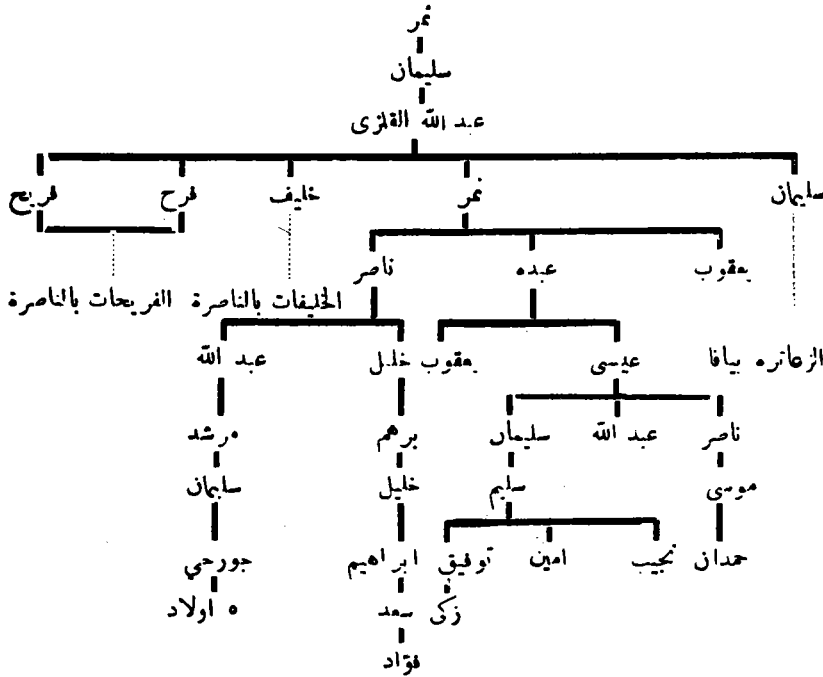 نمر
سليمان
عبد الله القلزى
سليمان نمر خليف فرح فريح
يعقوب عبده ناصر
الخليفات بالناصرة الفريحات بالناصرة
الزعاتره بيافا عيسى يعقوب خليل عبد الله
ناصر عبد الله سليمان برهم مرشد
موسى سليم خليل سليمان
حمدان نجيب امين توفيق ابراهيم جورجي
زكى سعد ٥ اولاد
فؤاد